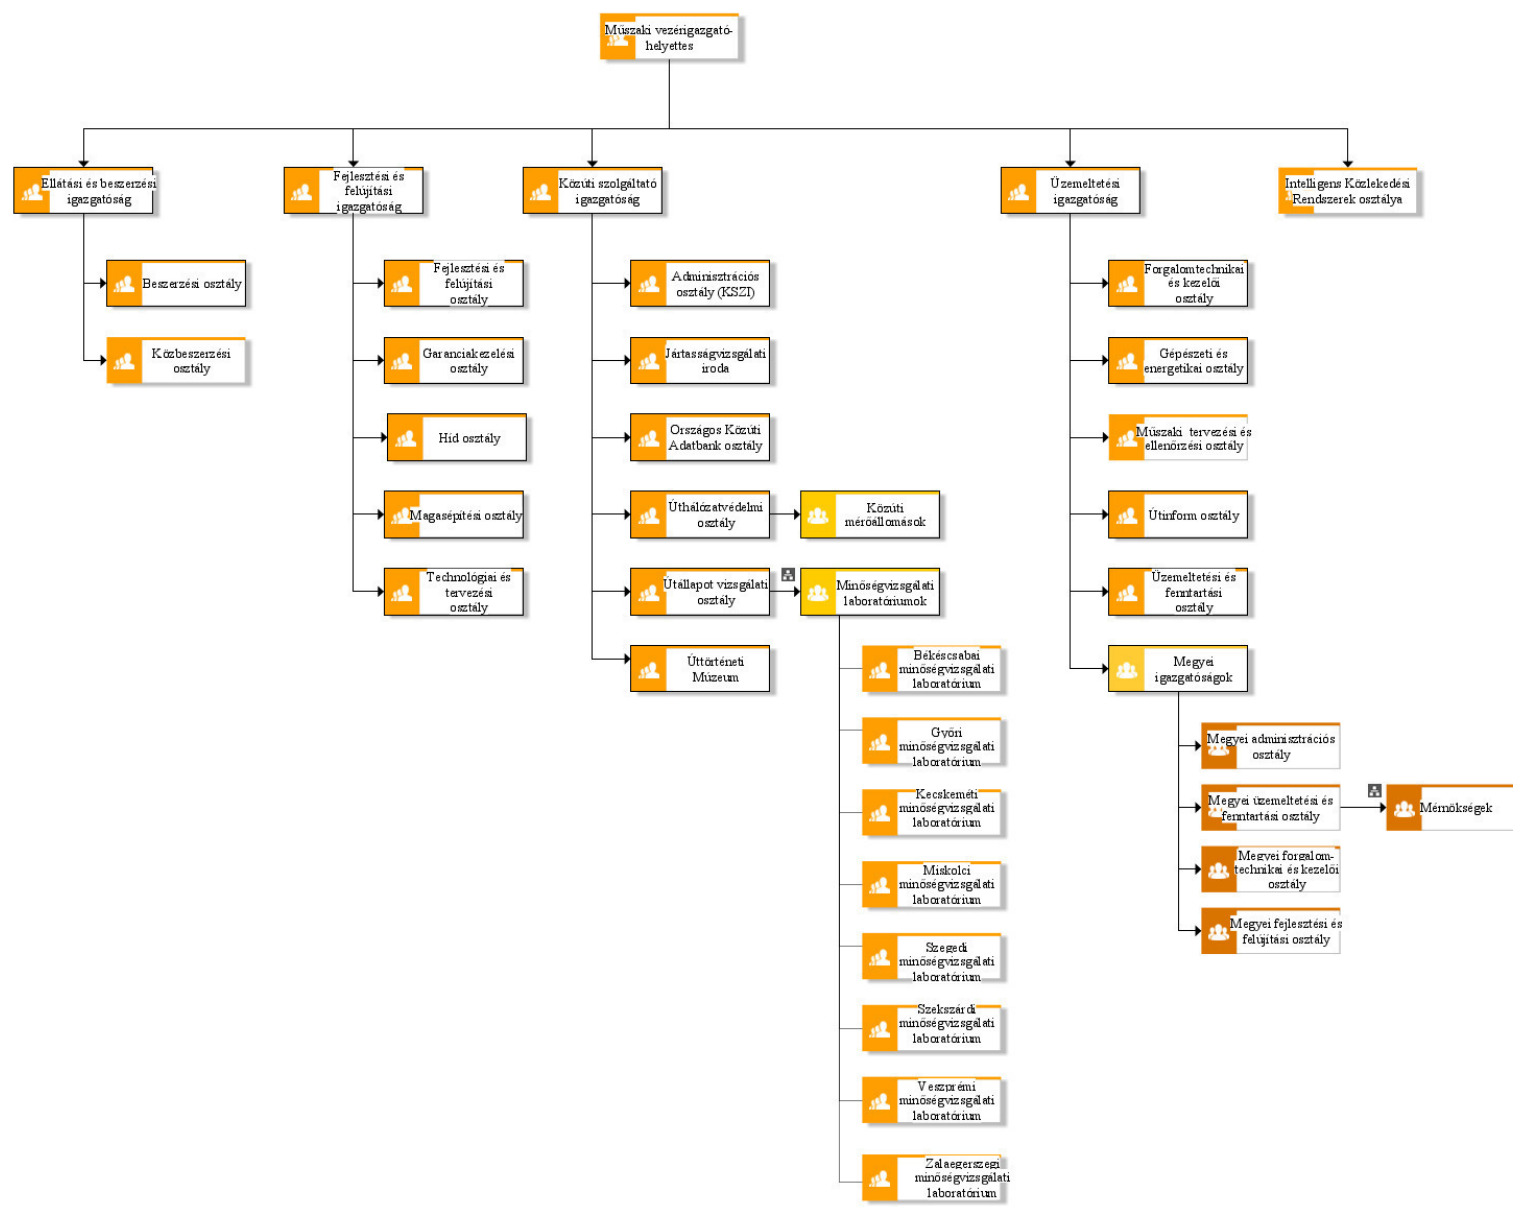 Műszaki vezérigazgató-
helyettes
Ellátási és beszerzési
igazgatóság
Fejlesztési és
felújítási
igazgatóság
Közúti szolgáltató
igazgatóság
Üzemeltetési
igazgatóság
Intelligens Közlekedési
Rendszerek osztálya
Beszerzési osztály
Közbeszerzési
osztály
Fejlesztési és
felújítási
osztály
Garanciakezelési
osztály
Híd osztály
Magasépítési osztály
Technológiai és
tervezési
osztály
Adminisztrációs
osztály (KSZI)
Jártasságvizsgálati
iroda
Országos Közúti
Adatbank osztály
Úthálózatvédelmi
osztály
Közúti
mérőállomások
Útállapot vizsgálati
osztály
Minőségvizsgálati
laboratóriumok
Úttörténeti
Múzeum
Békéscsabai
minőségvizsgálati
laboratórium
Győri
minőségvizsgálati
laboratórium
Kecskeméti
minőségvizsgálati
laboratórium
Miskolci
minőségvizsgálati
laboratórium
Szegedi
minőségvizsgálati
laboratórium
Szekszárdi
minőségvizsgálati
laboratórium
Veszprémi
minőségvizsgálati
laboratórium
Zalaegerszegi
minőségvizsgálati
laboratórium
Forgalomtechnikai
és kezelői
osztály
Gépészeti és
energetikai osztály
Műszaki tervezési és
ellenőrzési osztály
Útinform osztály
Üzemeltetési és
fenntartási
osztály
Megyei
igazgatóságok
Megyei adminisztrációs
osztály
Megyei üzemeltetési és
fenntartási osztály
Mérnökségek
Megyei forgalom-
technikai és kezelői
osztály
Megyei fejlesztési és
felújítási osztály